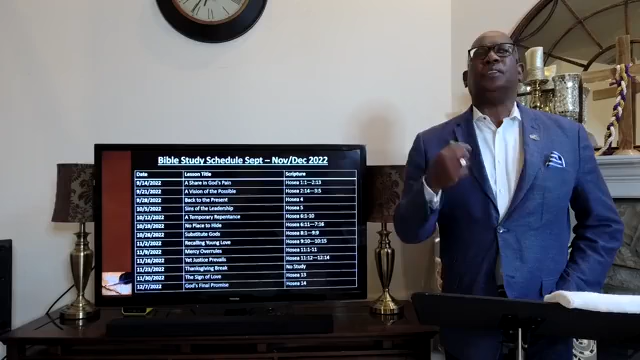 Bible Study Schedule Sept – Nov/Dec 2022
Date Lesson Title Scripture
9/14/2022 A Share in God's Pain Hosea 1:1—2:13
9/21/2022 A Vision of the Possible Hosea 2:14—3:5
9/28/2022 Back to the Present Hosea 4
10/5/2022 Sins of the Leadership Hosea 5
10/12/2022 A Temporary Repentance Hosea 6:1-10
10/19/2022 No Place to Hide Hosea 6:11—7:16
10/26/2022 Substitute Gods Hosea 8:1—9:9
11/2/2022 Recalling Young Love Hosea 9:10—10:15
11/9/2022 Mercy Overrules Hosea 11:1-11
11/16/2022 Yet Justice Prevails Hosea 11:12—12:14
11/23/2022 Thanksgiving Break No Study
11/30/2022 The Sign of Love Hosea 13
12/7/2022 God's Final Promise Hosea 14